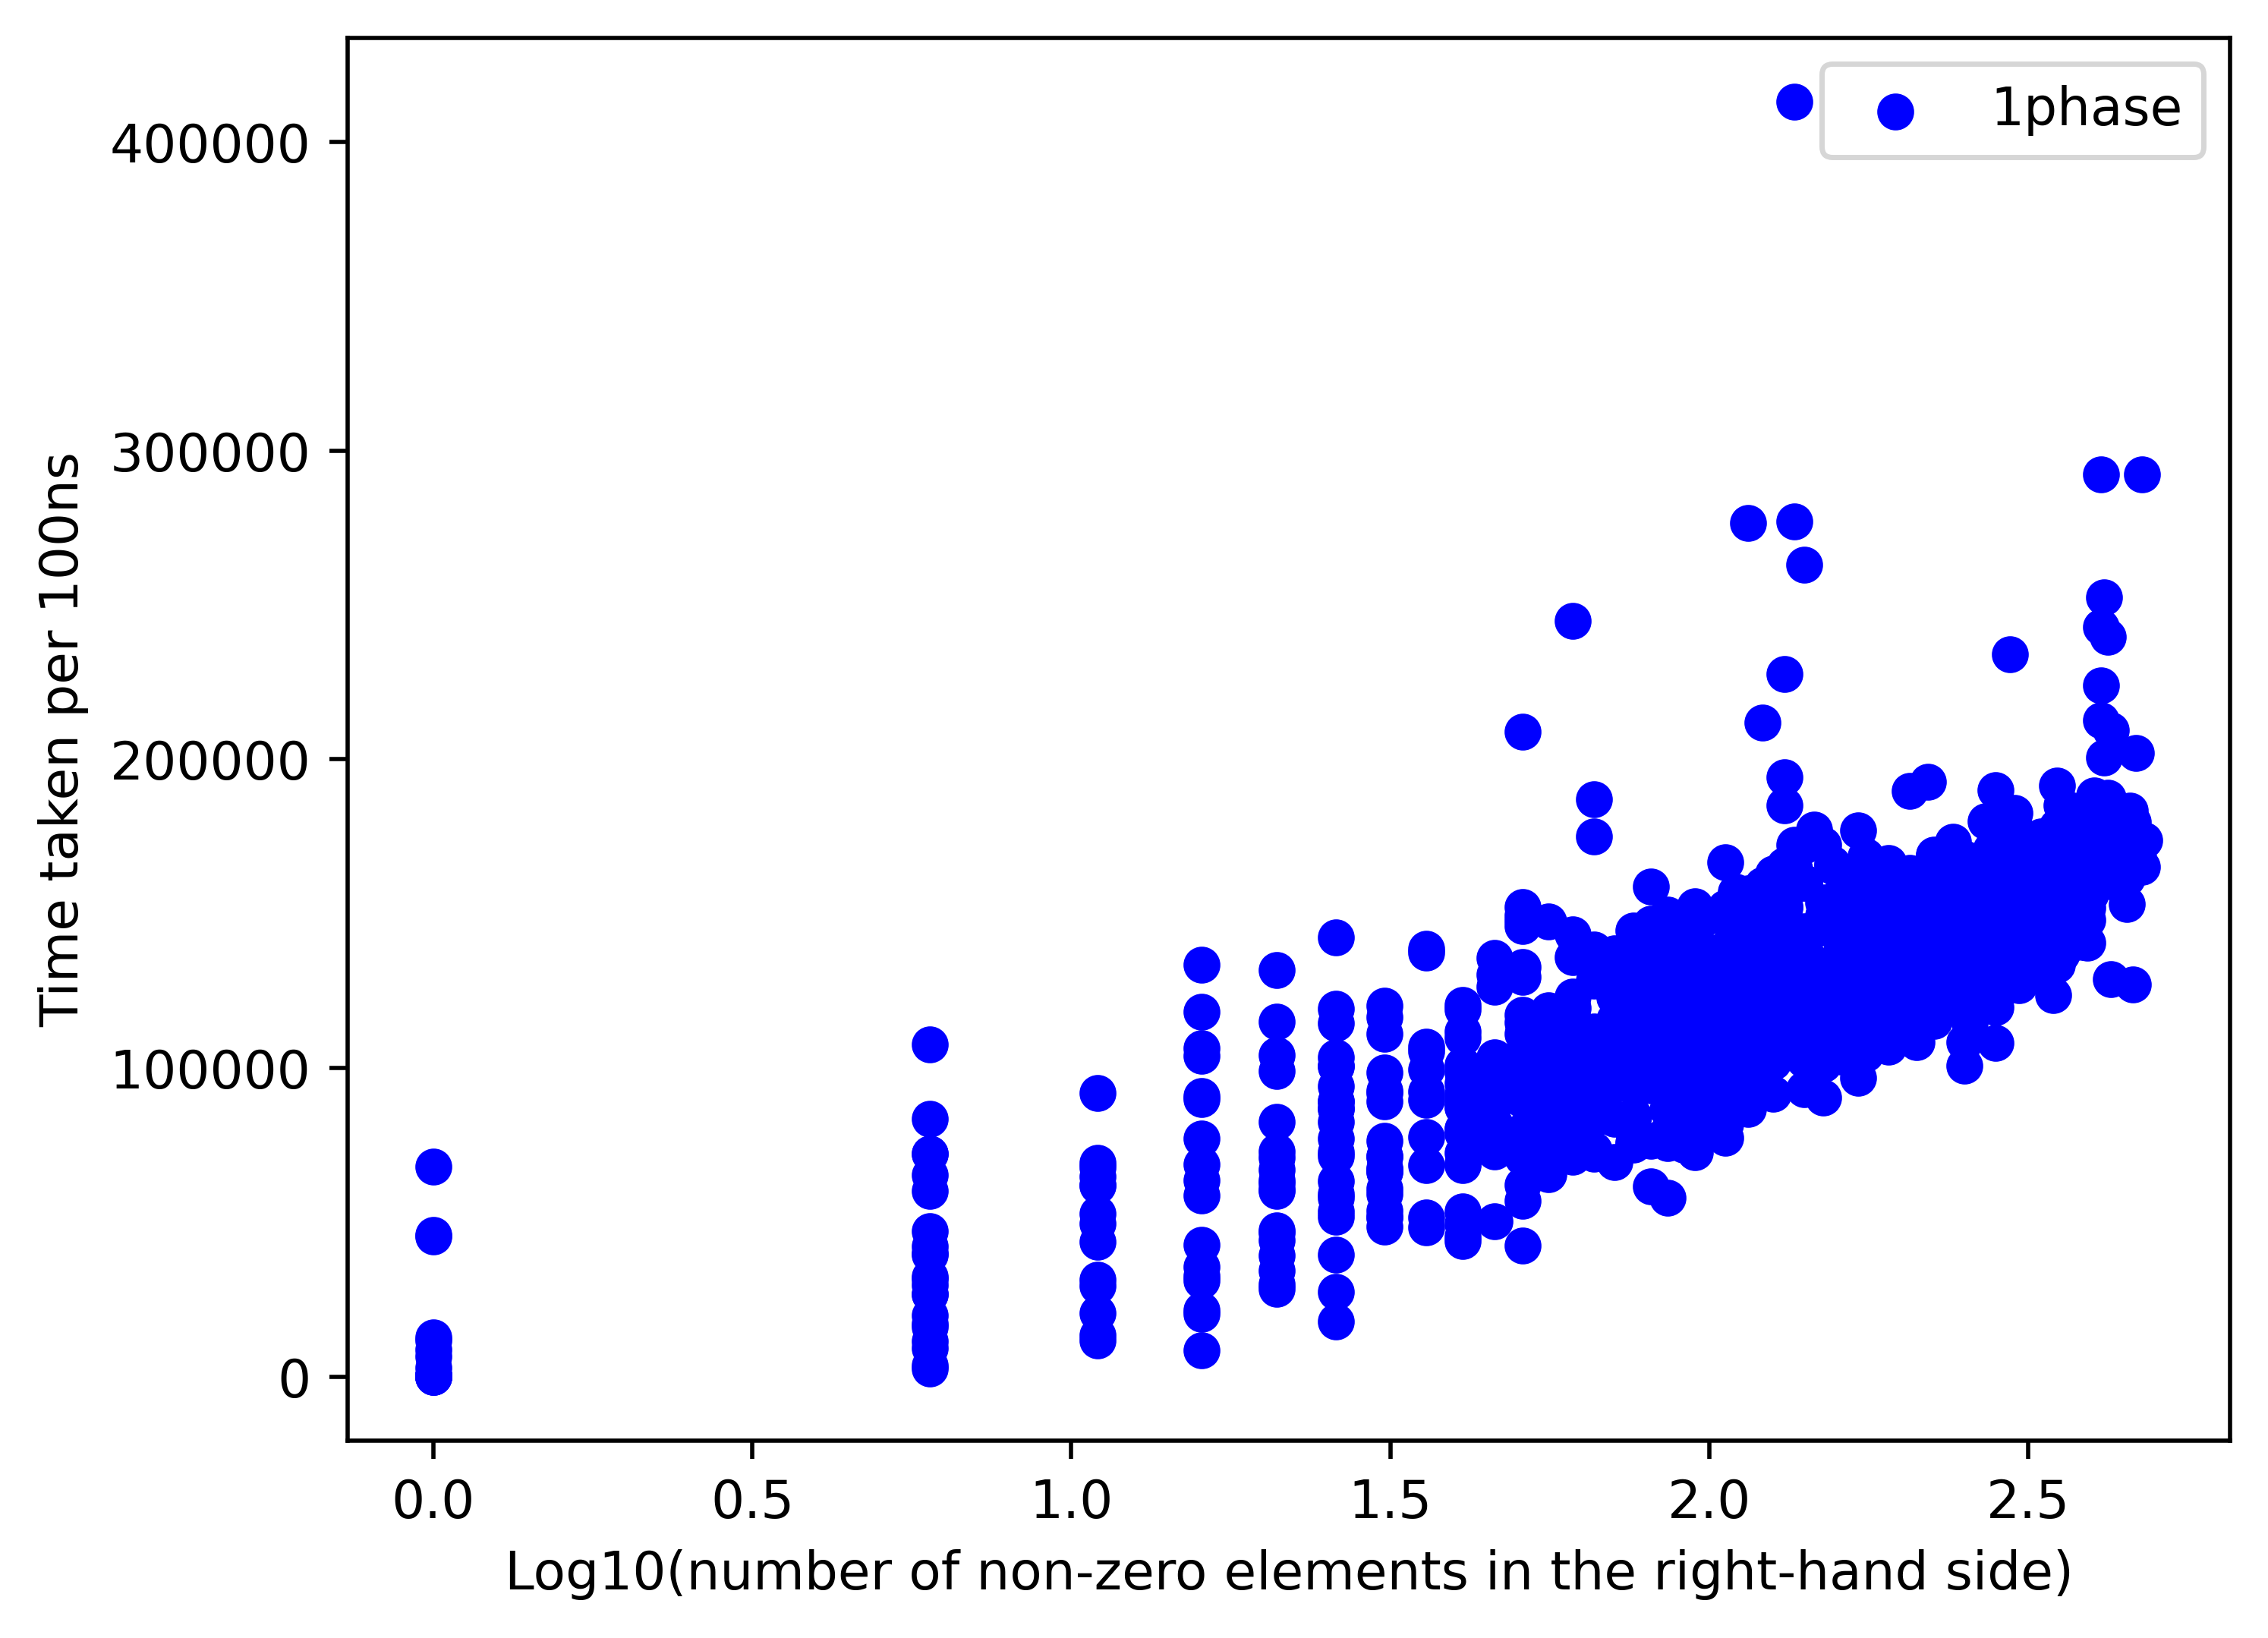 1phase
400000
300000
200000
100000
0
Time taken per 100ns
0.0 0.5 1.0 1.5 2.0 2.5
Log10(number of non-zero elements in the right-hand side)